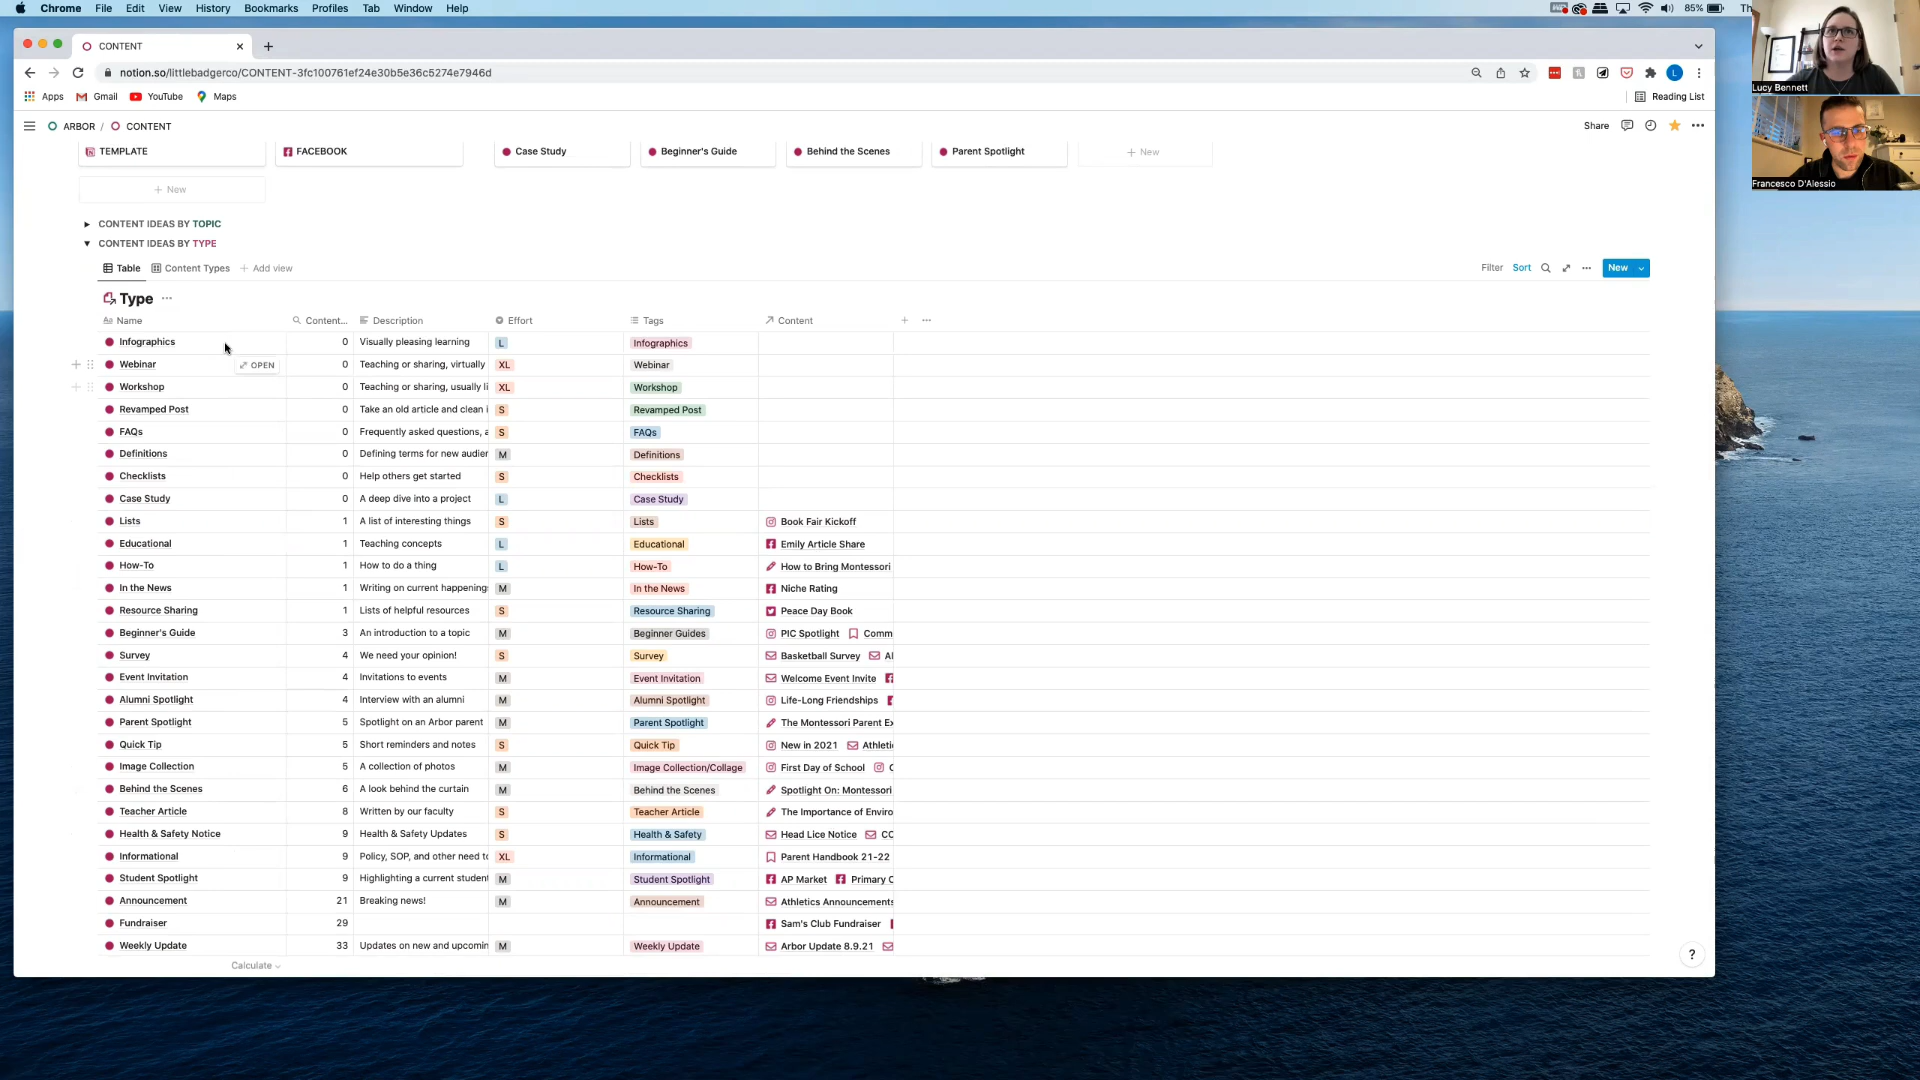 Chrome File Edit View History Bookmarks Profiles Tab Window Help
85% Th
CONTENT
notion.so/littlebadgerco/CONTENT-3fc100761ef24e30b5e36c5274e7946d
L
Apps Gmail YouTube Maps
Reading List
Lucy Bennett
Francesco D'Alessio
ARBOR / CONTENT
Share
TEMPLATE FACEBOOK Case Study Beginner's Guide Behind the Scenes Parent Spotlight + New
+ New
CONTENT IDEAS BY TOPIC
CONTENT IDEAS BY TYPE
Table Content Types + Add view
Filter Sort New
Type
Aa Name Content... Description Effort Tags Content
Infographics 0 Visually pleasing learning L Infographics
Webinar OPEN 0 Teaching or sharing, virtually XL Webinar
Workshop 0 Teaching or sharing, usually li XL Workshop
Revamped Post 0 Take an old article and clean i S Revamped Post
FAQs 0 Frequently asked questions, a S FAQs
Definitions 0 Defining terms for new audien M Definitions
Checklists 0 Help others get started S Checklists
Case Study 0 A deep dive into a project L Case Study
Lists 1 A list of interesting things S Lists Book Fair Kickoff
Educational 1 Teaching concepts L Educational Emily Article Share
How-To 1 How to do a thing L How-To How to Bring Montessori
In the News 1 Writing on current happening M In the News Niche Rating
Resource Sharing 1 Lists of helpful resources S Resource Sharing Peace Day Book
Beginner's Guide 3 An introduction to a topic M Beginner Guides PIC Spotlight Comm
Survey 4 We need your opinion! S Survey Basketball Survey Al
Event Invitation 4 Invitations to events M Event Invitation Welcome Event Invite
Alumni Spotlight 4 Interview with an alumni M Alumni Spotlight Life-Long Friendships
Parent Spotlight 5 Spotlight on an Arbor parent M Parent Spotlight The Montessori Parent Ex
Quick Tip 5 Short reminders and notes S Quick Tip New in 2021 Athletic
Image Collection 5 A collection of photos M Image Collection/Collage First Day of School C
Behind the Scenes 6 A look behind the curtain M Behind the Scenes Spotlight On: Montessori
Teacher Article 8 Written by our faculty S Teacher Article The Importance of Enviro
Health & Safety Notice 9 Health & Safety Updates S Health & Safety Head Lice Notice CC
Informational 9 Policy, SOP, and other need to XL Informational Parent Handbook 21-22
Student Spotlight 9 Highlighting a current student M Student Spotlight AP Market Primary C
Announcement 21 Breaking news! M Announcement Athletics Announcements
Fundraiser 29 Sam's Club Fundraiser
Weekly Update 33 Updates on new and upcomin M Weekly Update Arbor Update 8.9.21
Calculate
?